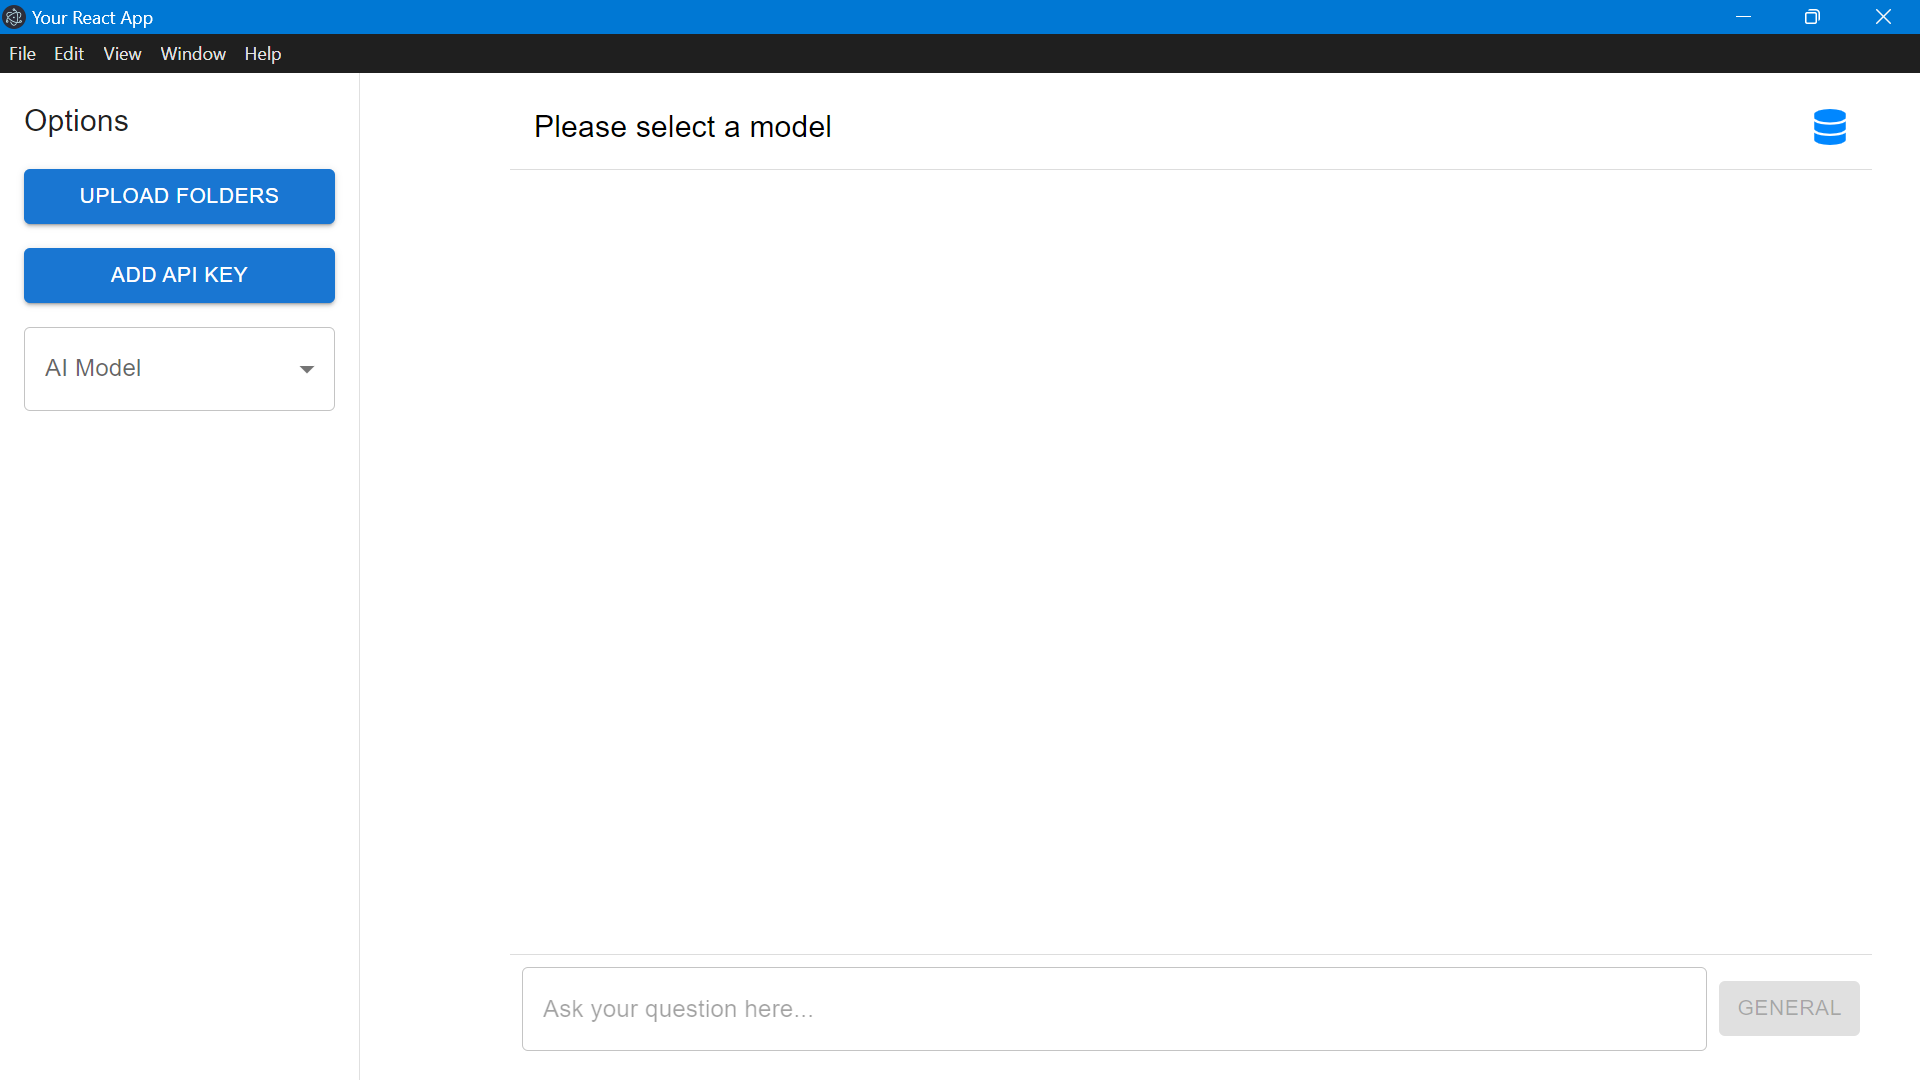 Your React App
File Edit View Window Help
Options
UPLOAD FOLDERS
ADD API KEY
AI Model
Please select a model
Ask your question here...
GENERAL